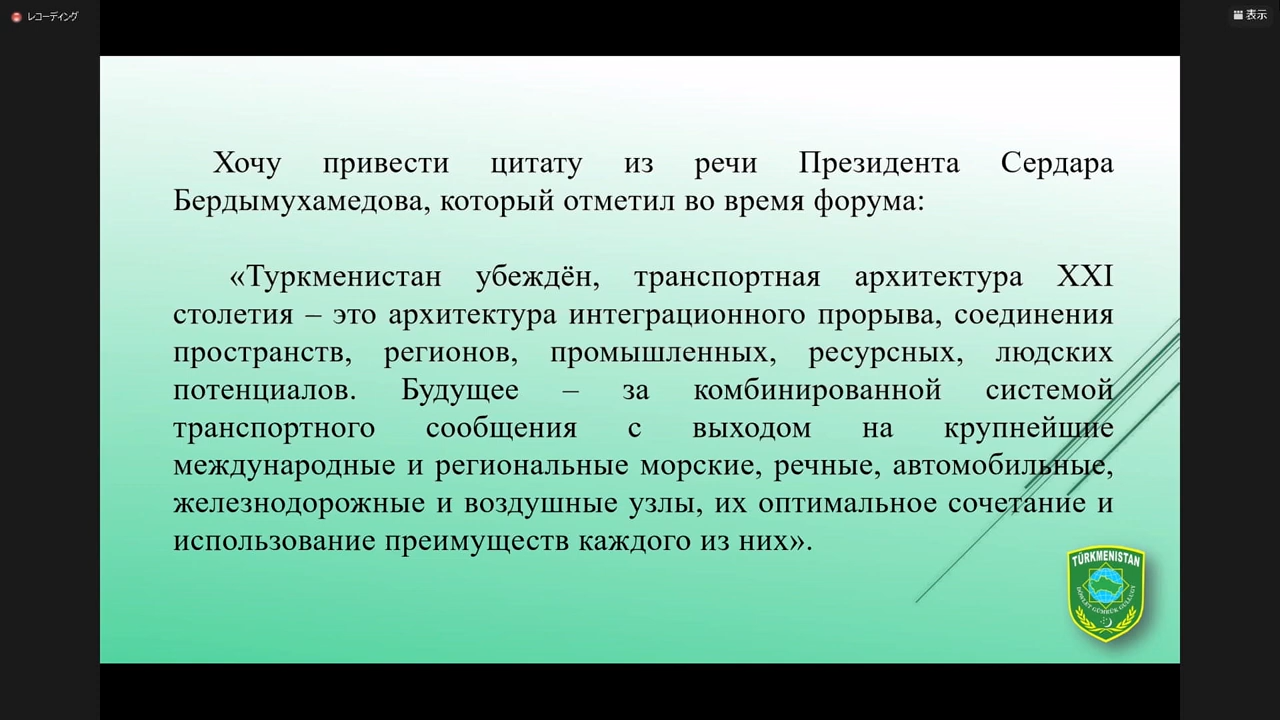 レコーディング
表示
Хочу привести цитату из речи Президента Сердара
Бердымухамедова, который отметил во время форума:
«Туркменистан убеждён, транспортная архитектура XXI
столетия – это архитектура интеграционного прорыва, соединения
пространств, регионов, промышленных, ресурсных, людских
потенциалов. Будущее – за комбинированной системой
транспортного сообщения с выходом на крупнейшие
международные и региональные морские, речные, автомобильные,
железнодорожные и воздушные узлы, их оптимальное сочетание и
использование преимуществ каждого из них».
TÜRKMENISTAN
DÖWLET GÜMRÜK GULLUGY